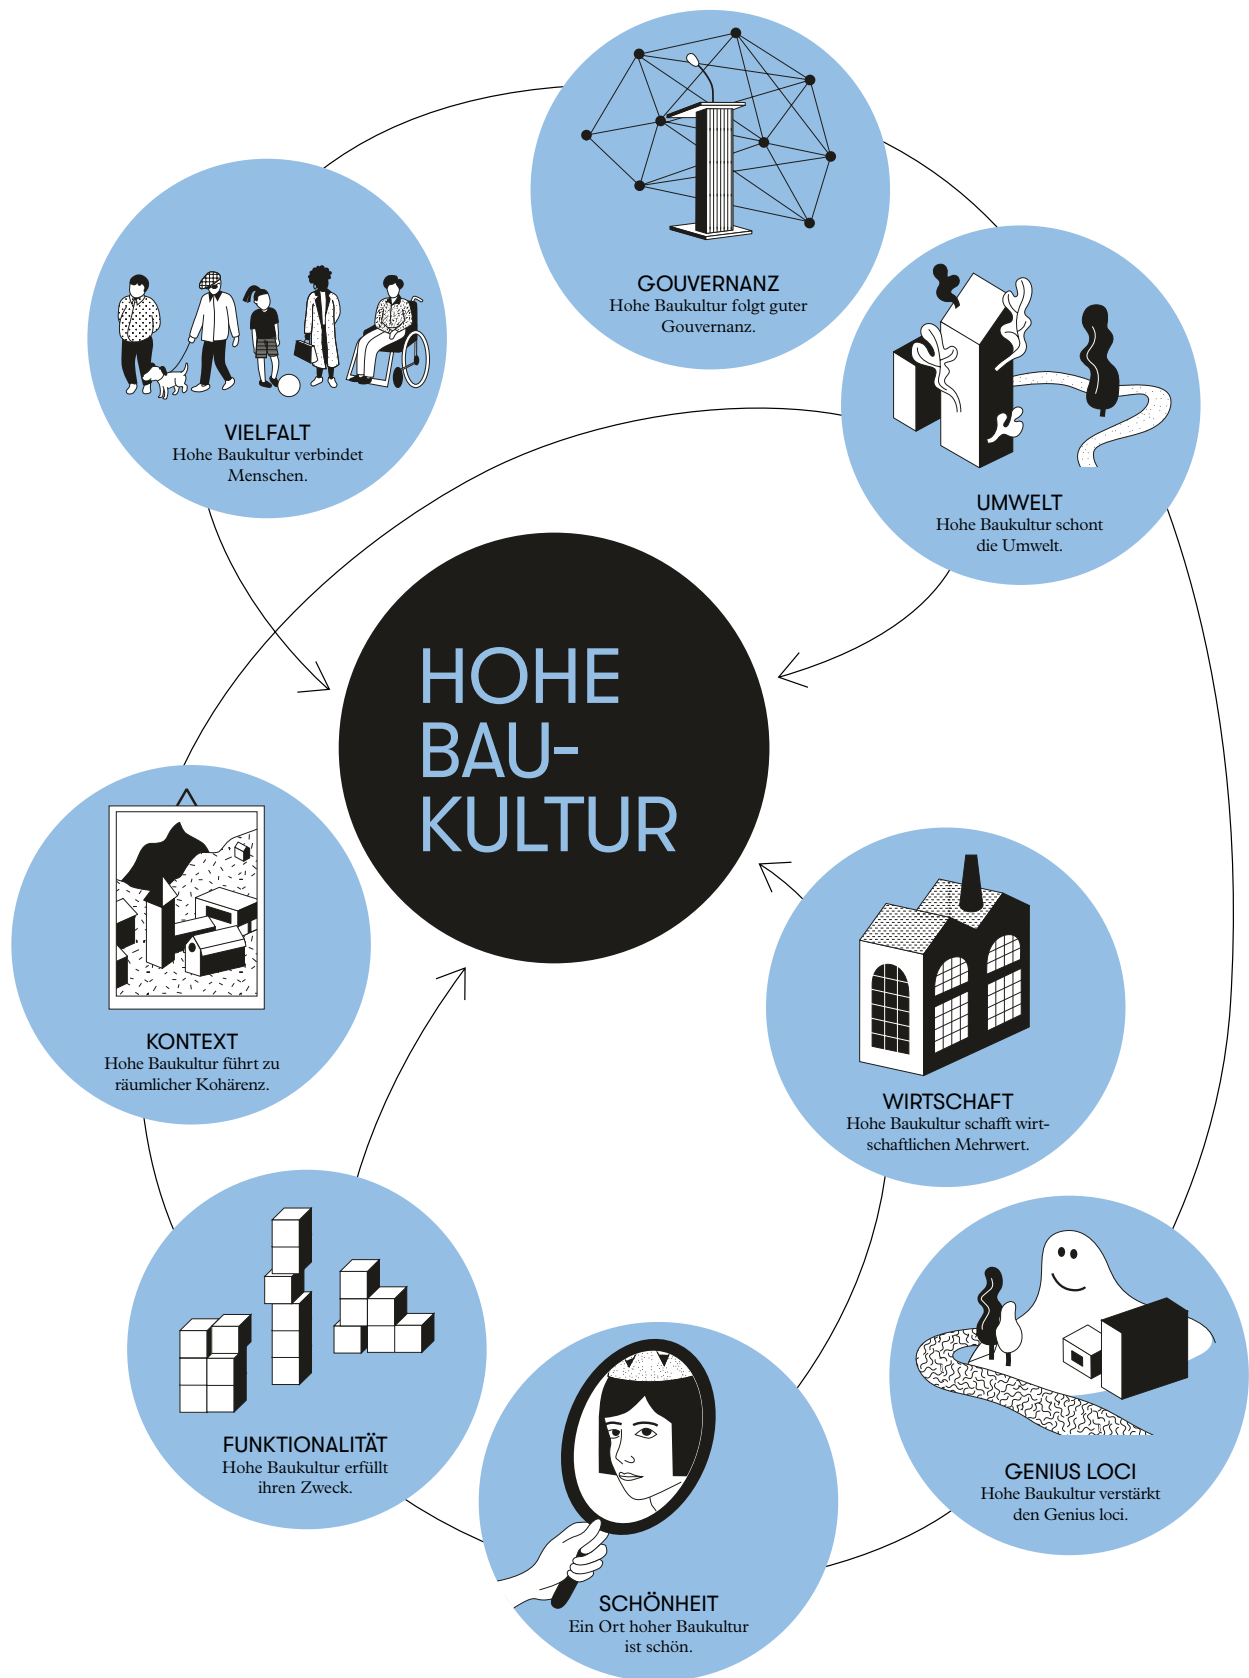 GOUVERNANZ
Hohe Baukultur folgt guter
Gouvernanz.
VIELFALT
Hohe Baukultur verbindet
Menschen.
UMWELT
Hohe Baukultur schont
die Umwelt.
HOHE
BAU-
KULTUR
KONTEXT
Hohe Baukultur führt zu
räumlicher Kohärenz.
WIRTSCHAFT
Hohe Baukultur schafft wirt-
schaftlichen Mehrwert.
FUNKTIONALITÄT
Hohe Baukultur erfüllt
ihren Zweck.
GENIUS LOCI
Hohe Baukultur verstärkt
den Genius loci.
SCHÖNHEIT
Ein Ort hoher Baukultur
ist schön.